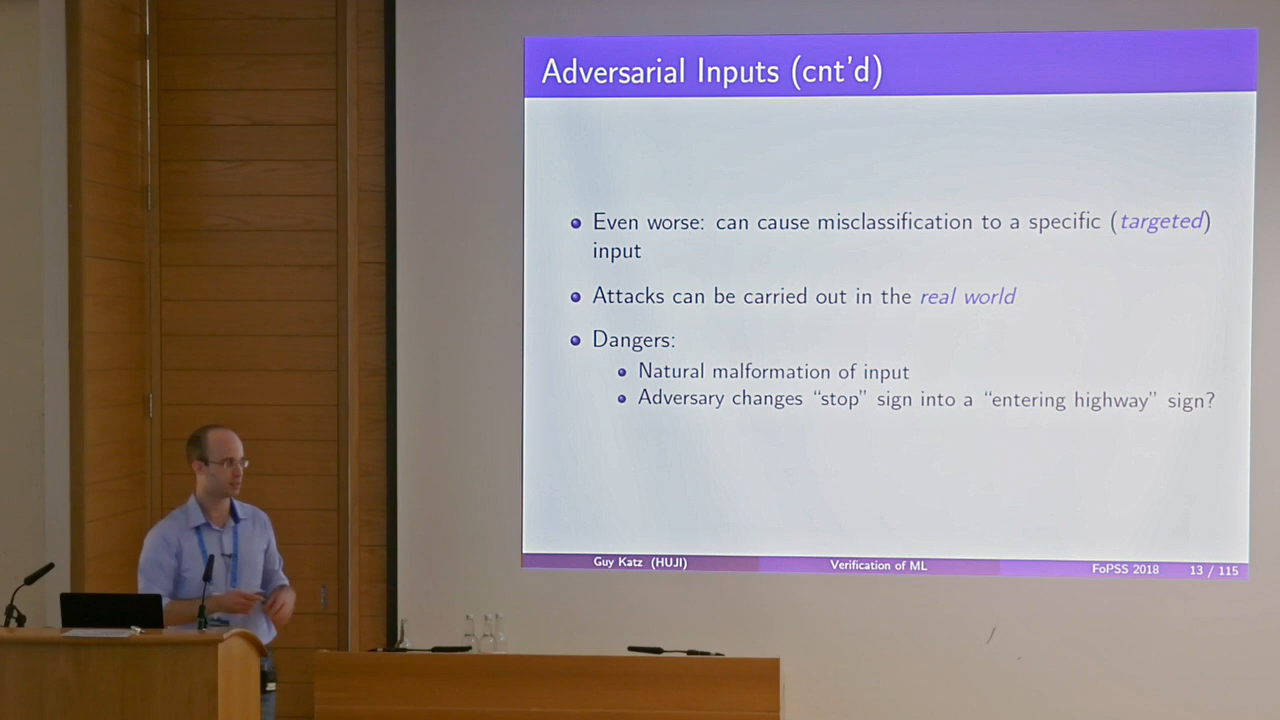 Adversarial Inputs (cnt'd)
Even worse: can cause misclassification to a specific (targeted)
input
Attacks can be carried out in the real world
Dangers:
Natural malformation of input
Adversary changes “stop” sign into a “entering highway” sign?
Guy Katz (HUJI)
Verification of ML
FoPSS 2018
13 / 115